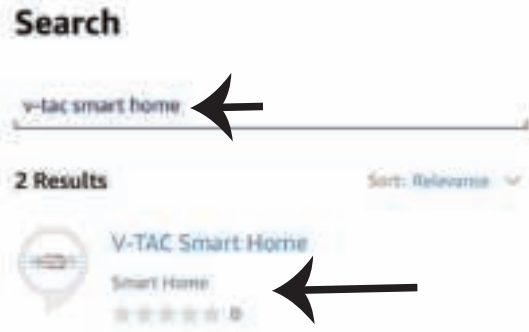 Search
v-tac smart home
2 Results
Sort: Relevance
V-TAC Smart Home
Smart Home
0